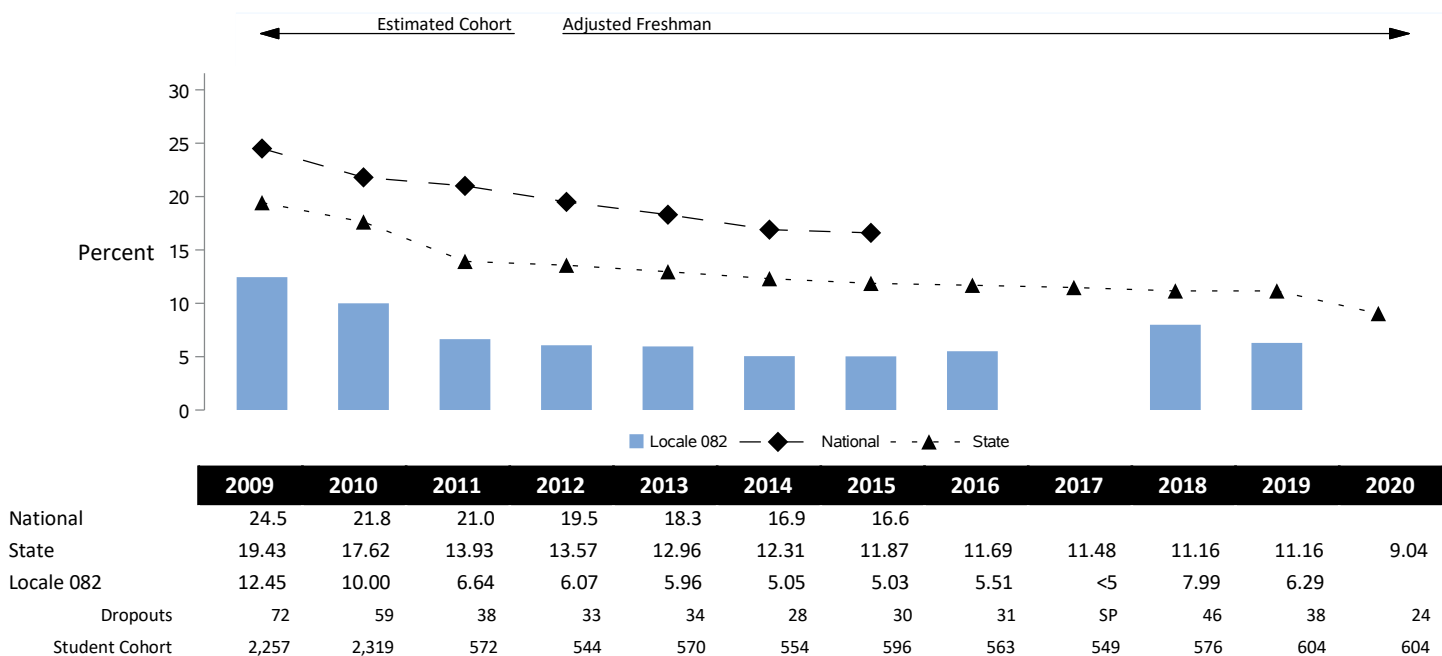 Estimated Cohort Adjusted Freshman
30
25
20
Percent 15
10
5
0
Locale 082 National State
2009 2010 2011 2012 2013 2014 2015 2016 2017 2018 2019 2020
National 24.5 21.8 21.0 19.5 18.3 16.9 16.6
State 19.43 17.62 13.93 13.57 12.96 12.31 11.87 11.69 11.48 11.16 11.16 9.04
Locale 082 12.45 10.00 6.64 6.07 5.96 5.05 5.03 5.51 <5 7.99 6.29
Dropouts 72 59 38 33 34 28 30 31 SP 46 38 24
Student Cohort 2,257 2,319 572 544 570 554 596 563 549 576 604 604